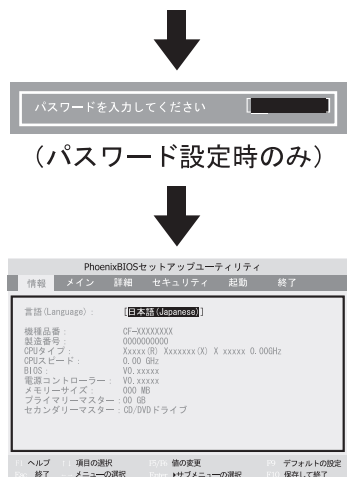 パスワードを入力してください [ ]
(パスワード設定時のみ)
PhoenixBIOSセットアップユーティリティ
情報 メイン 詳細 セキュリティ 起動 終了
言語(Language) : [日本語(Japanese)]
機種品番 : CF-XXXXXXXX
製造番号 : 0000000000
CPUタイプ : Xxxxx(R) Xxxxxxx(X) X xxxxx 0.00GHz
CPUスピード : 0.00 GHz
BIOS : V0.xxxxx
電源コントローラー : V0.xxxxx
メモリーサイズ : 000 MB
プライマリーマスター : 00 GB
セカンダリーマスター : CD/DVDドライブ
F1 ヘルプ ↑↓ 項目の選択 F5/F6 値の変更 F9 デフォルトの設定
Esc 終了 ←→ メニューの選択 Enter ▶サブメニューの選択 F10 保存して終了